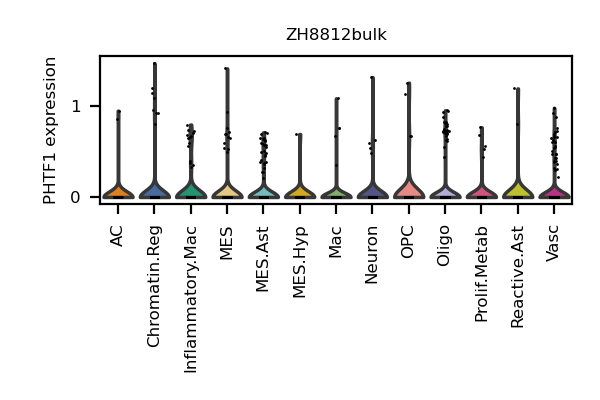 ZH8812bulk
PHTF1 expression
1
0
AC
Chromatin.Reg
Inflammatory.Mac
MES
MES.Ast
MES.Hyp
Mac
Neuron
OPC
Oligo
Prolif.Metab
Reactive.Ast
Vasc